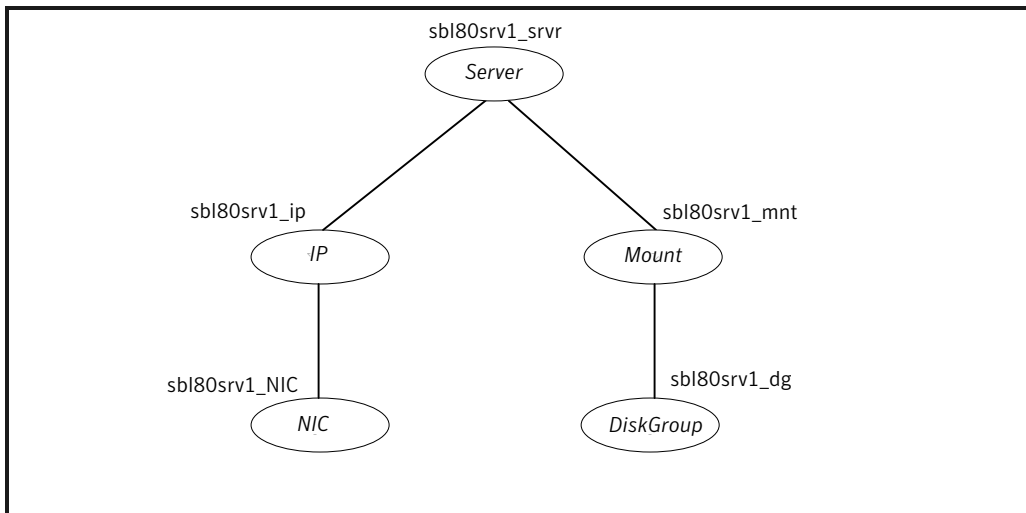 sbl80srv1_srvr
Server
sbl80srv1_ip
sbl80srv1_mnt
IP
Mount
sbl80srv1_NIC
sbl80srv1_dg
NIC
DiskGroup